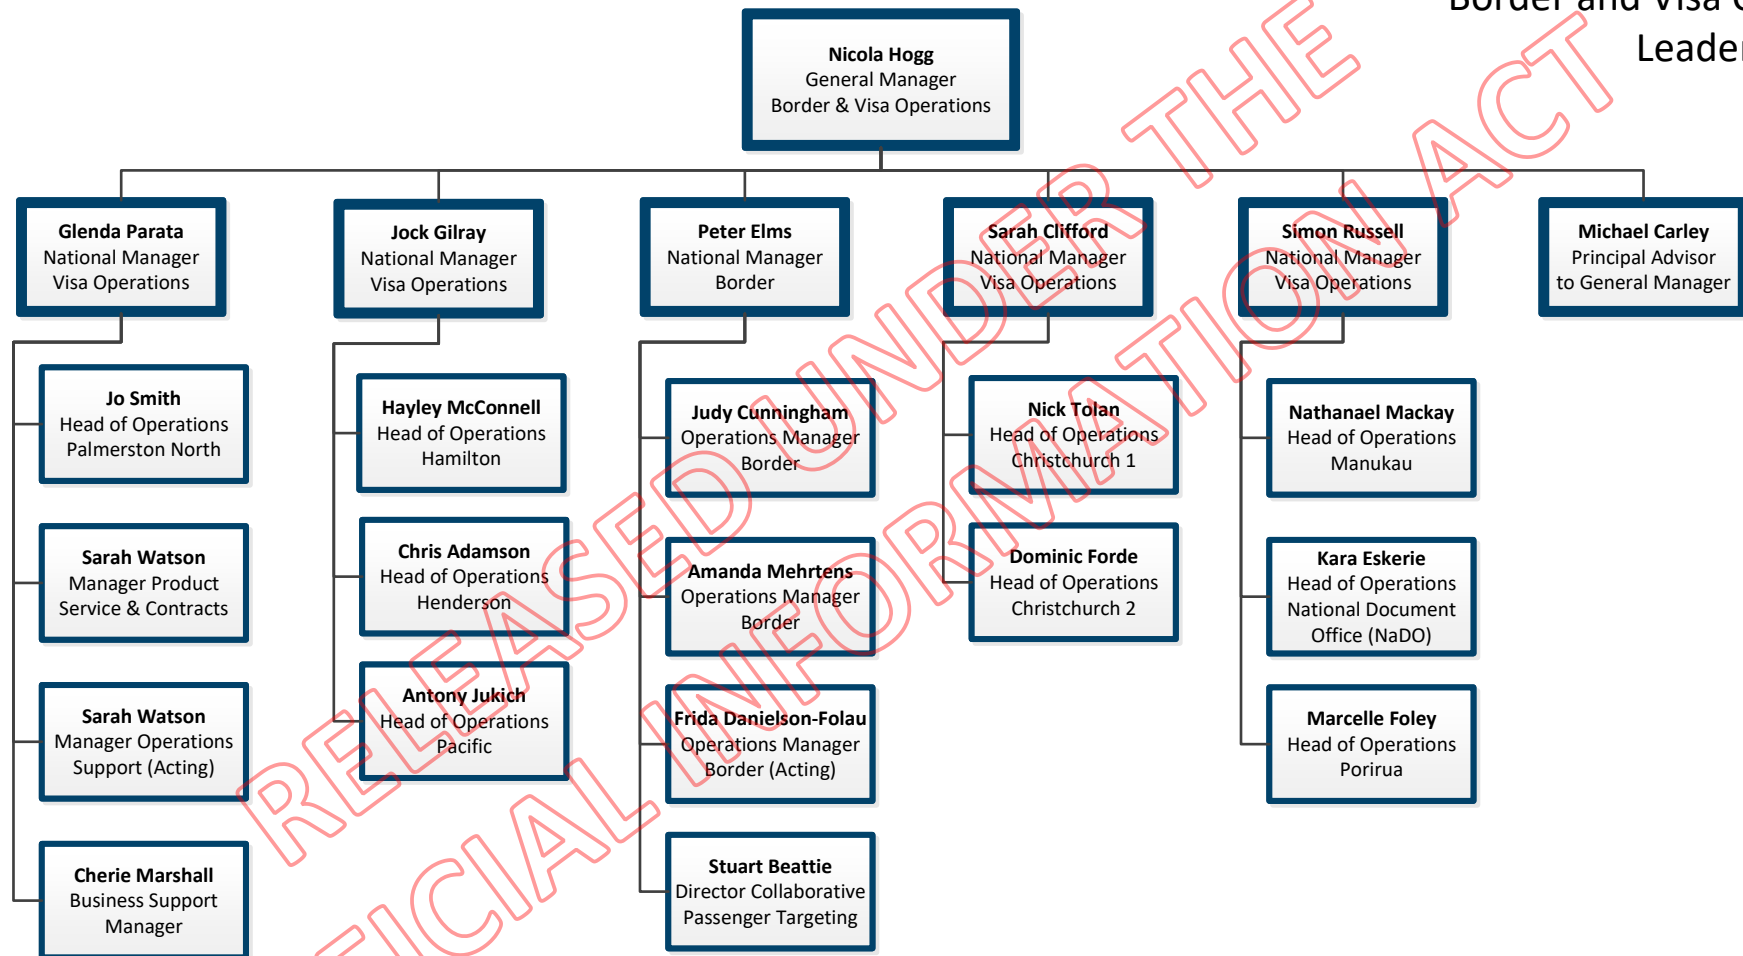 Border and Visa
Leader
Nicola Hogg
General Manager
Border & Visa Operations
Glenda Parata
National Manager
Visa Operations
Jock Gilray
National Manager
Visa Operations
Peter Elms
National Manager
Border
Sarah Clifford
National Manager
Visa Operations
Simon Russell
National Manager
Visa Operations
Michael Carley
Principal Advisor
to General Manager
Jo Smith
Head of Operations
Palmerston North
Sarah Watson
Manager Product
Service & Contracts
Sarah Watson
Manager Operations
Support (Acting)
Cherie Marshall
Business Support
Manager
Hayley McConnell
Head of Operations
Hamilton
Chris Adamson
Head of Operations
Henderson
Antony Jukich
Head of Operations
Pacific
Judy Cunningham
Operations Manager
Border
Amanda Mehrtens
Operations Manager
Border
Frida Danielson-Folau
Operations Manager
Border (Acting)
Stuart Beattie
Director Collaborative
Passenger Targeting
Nick Tolan
Head of Operations
Christchurch 1
Dominic Forde
Head of Operations
Christchurch 2
Nathanael Mackay
Head of Operations
Manukau
Kara Eskerie
Head of Operations
National Document
Office (NaDO)
Marcelle Foley
Head of Operations
Porirua
RELEASED UNDER THE
FICIAL INFORMATION ACT